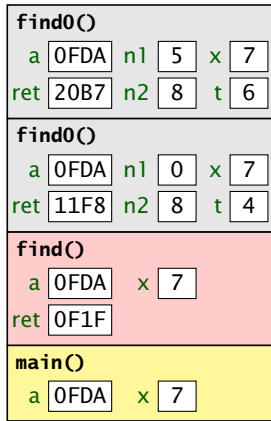 find0()
a 0FDA n1 5 x 7
ret 20B7 n2 8 t 6
find0()
a 0FDA n1 0 x 7
ret 11F8 n2 8 t 4
find()
a 0FDA x 7
ret 0F1F
main()
a 0FDA x 7